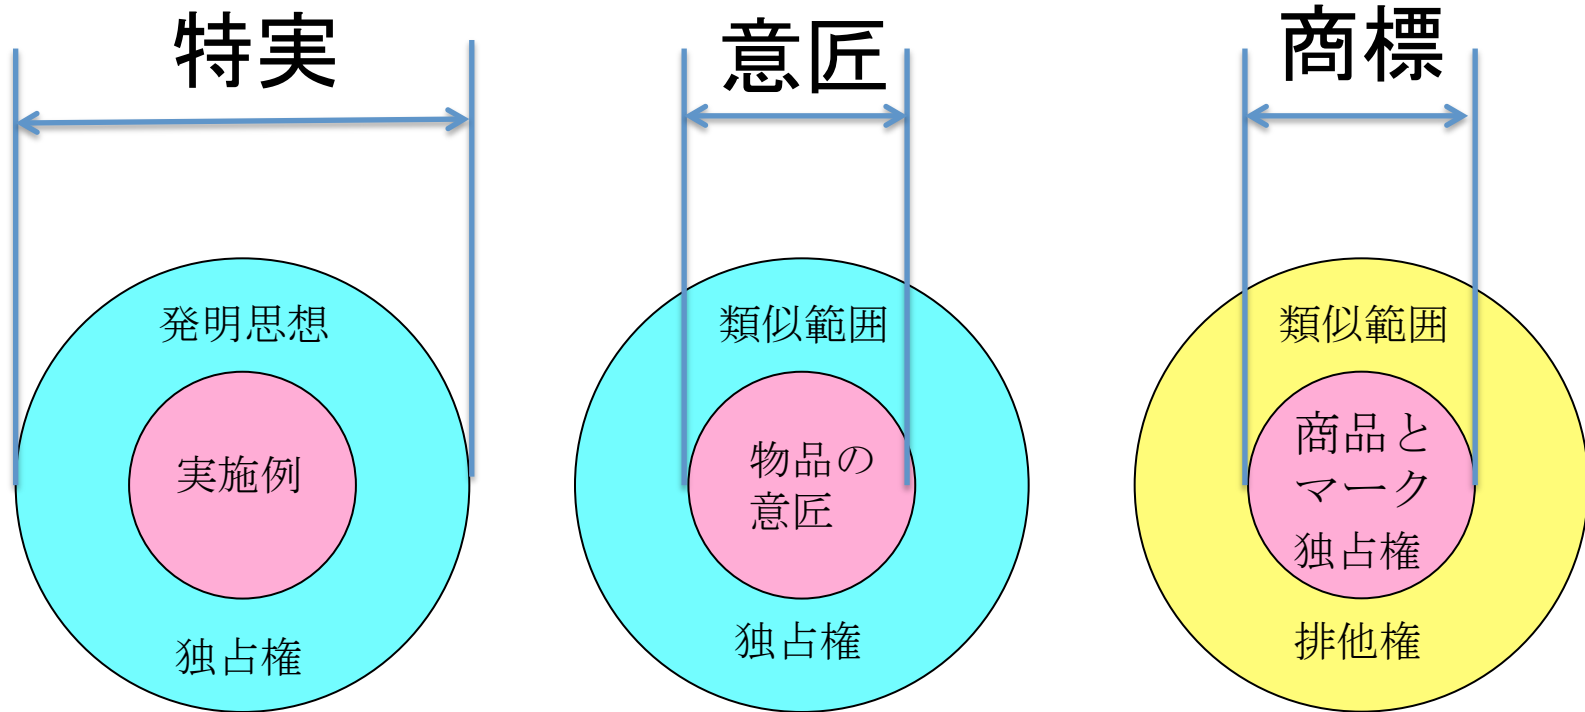 特実
意匠
商標
発明思想
実施例
独占権
類似範囲
物品の
意匠
独占権
類似範囲
商品と
マーク
独占権
排他権